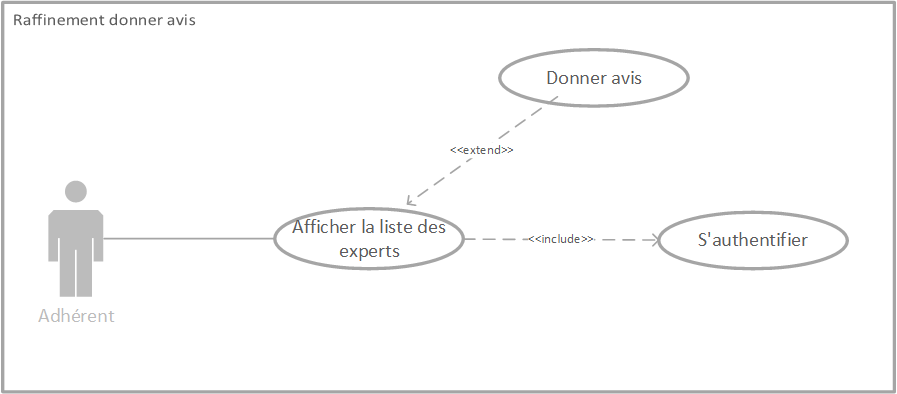 Raffinement donner avis
Donner avis
<<extend>>
Afficher la liste des
experts
<<include>>
S'authentifier
Adhérent